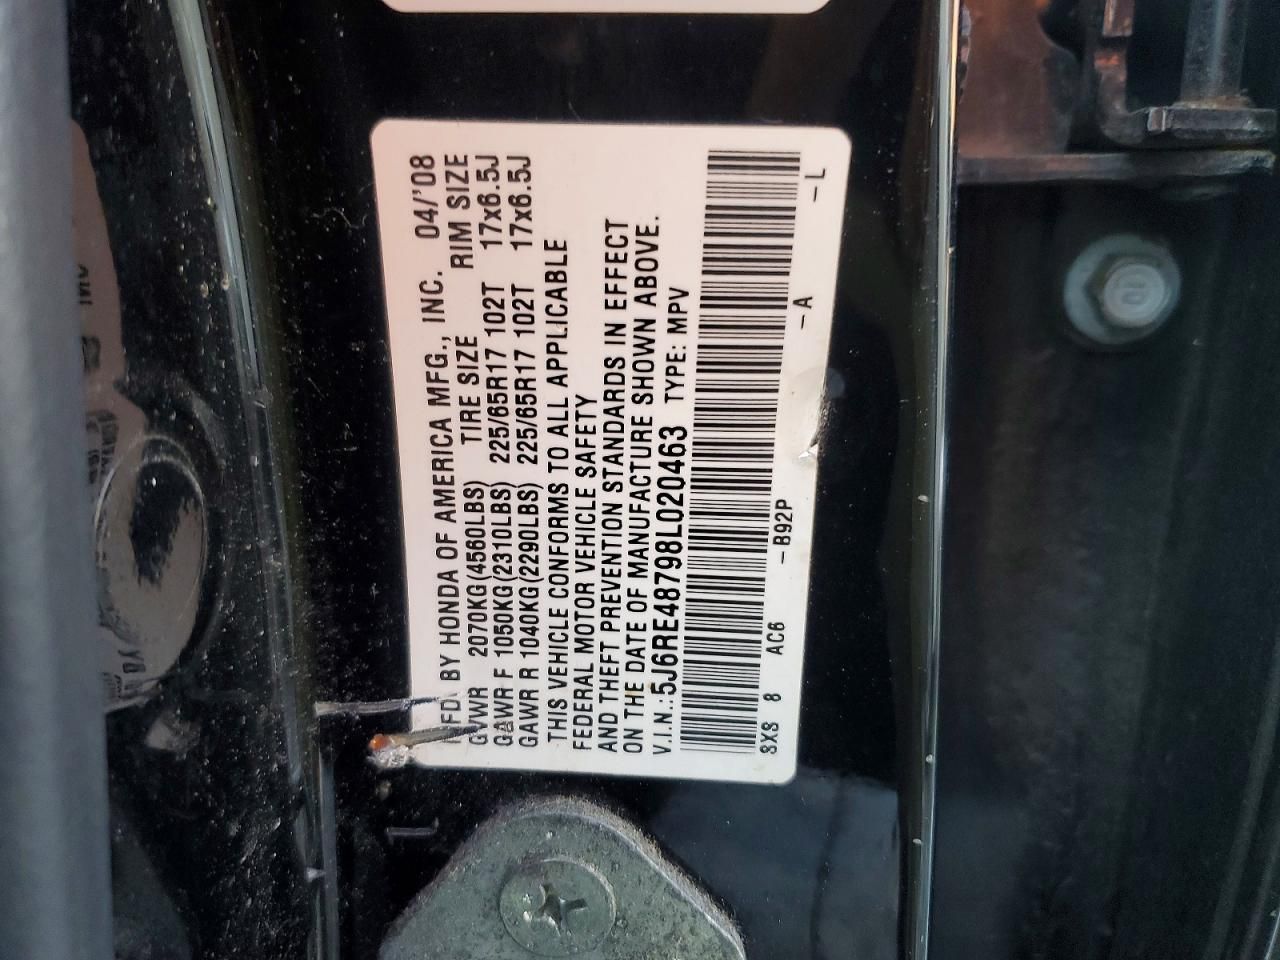 MFD. BY HONDA OF AMERICA MFG., INC. 04/'08
GVWR 2070KG(4560LBS) TIRE SIZE RIM SIZE
GAWR F 1050KG(2310LBS) 225/65R17 102T 17x6.5J
GAWR R 1040KG(2290LBS) 225/65R17 102T 17x6.5J
THIS VEHICLE CONFORMS TO ALL APPLICABLE
FEDERAL MOTOR VEHICLE SAFETY
AND THEFT PREVENTION STANDARDS IN EFFECT
ON THE DATE OF MANUFACTURE SHOWN ABOVE.
V.I.N.:5J6RE48798L020463 TYPE: MPV
SXS 8 AC6 -B92P -A -L